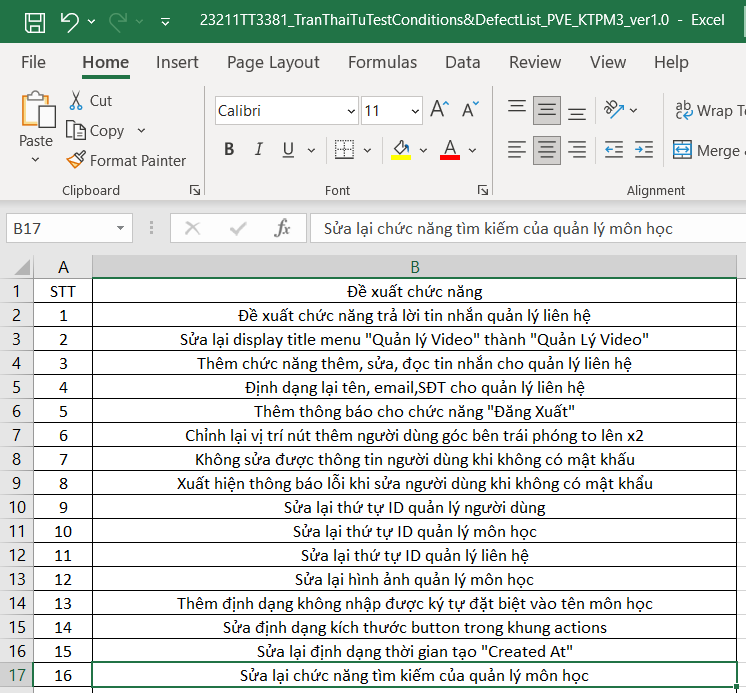 23211TT3381_TranThaiTuTestConditions&DefectList_PVE_KTPM3_ver1.0 - Excel
File Home Insert Page Layout Formulas Data Review View Help
Paste
Cut
Copy
Format Painter
Clipboard
Calibri 11 A A
B I U A
Font
ab Wrap T
Merge
Alignment
B17 fx Sửa lại chức năng tìm kiếm của quản lý môn học
A B
1 STT Đề xuất chức năng
2 1 Đề xuất chức năng trả lời tin nhắn quản lý liên hệ
3 2 Sửa lại display title menu "Quản lý Video" thành "Quản Lý Video"
4 3 Thêm chức năng thêm, sửa, đọc tin nhắn cho quản lý liên hệ
5 4 Định dạng lại tên, email,SĐT cho quản lý liên hệ
6 5 Thêm thông báo cho chức năng "Đăng Xuất"
7 6 Chỉnh lại vị trí nút thêm người dùng góc bên trái phóng to lên x2
8 7 Không sửa được thông tin người dùng khi không có mật khấu
9 8 Xuất hiện thông báo lỗi khi sửa người dùng khi không có mật khẩu
10 9 Sửa lại thứ tự ID quản lý người dùng
11 10 Sửa lại thứ tự ID quản lý môn học
12 11 Sửa lại thứ tự ID quản lý liên hệ
13 12 Sửa lại hình ảnh quản lý môn học
14 13 Thêm định dạng không nhập được ký tự đặt biệt vào tên môn học
15 14 Sửa định dạng kích thước button trong khung actions
16 15 Sửa lại định dạng thời gian tạo "Created At"
17 16 Sửa lại chức năng tìm kiếm của quản lý môn học